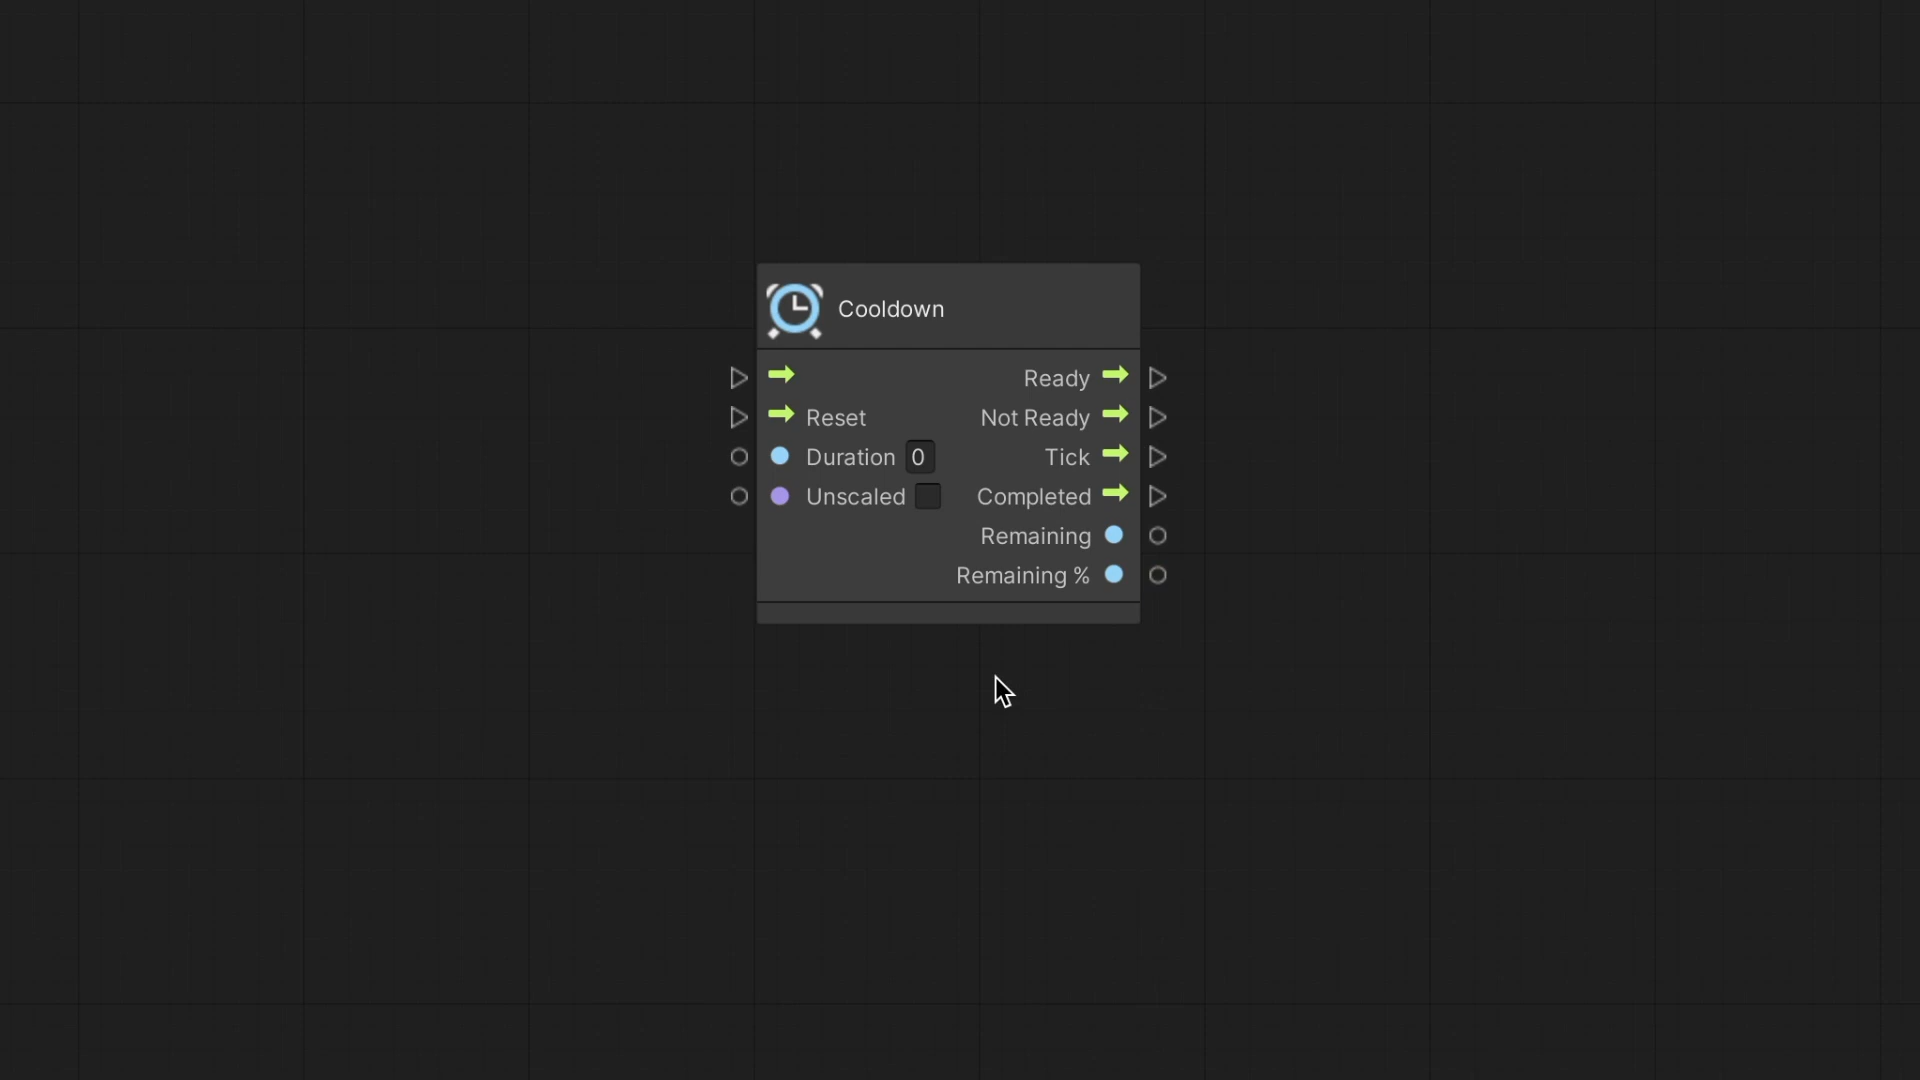 Cooldown
Ready
Reset Not Ready
Duration 0 Tick
Unscaled Completed
Remaining
Remaining %